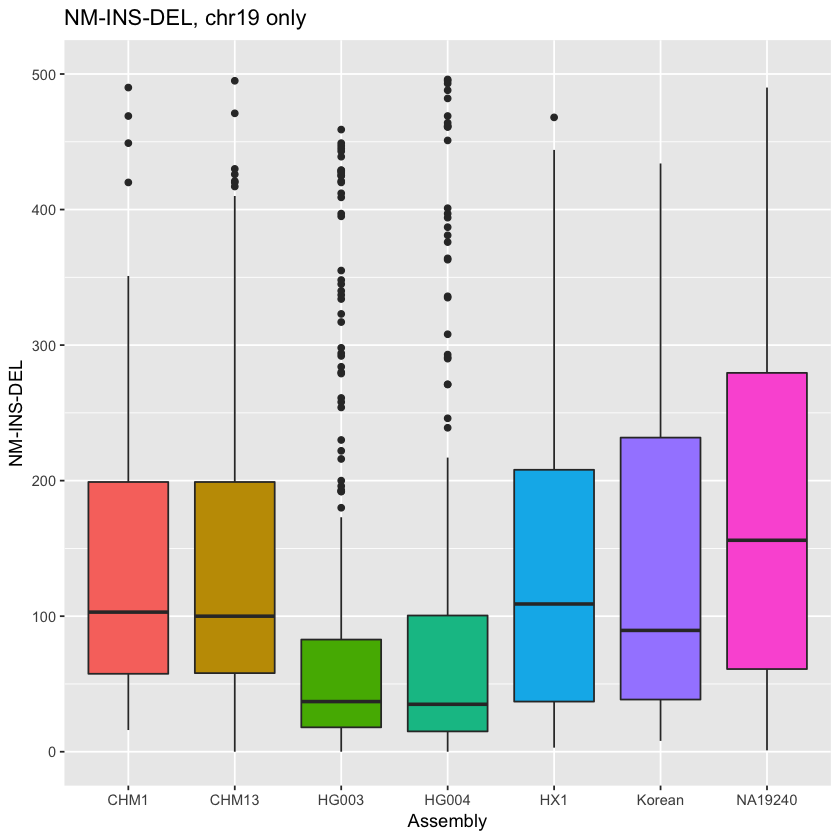 NM-INS-DEL, chr19 only
500
400
300
200
100
0
NM-INS-DEL
CHM1 CHM13 HG003 HG004 HX1 Korean NA19240
Assembly